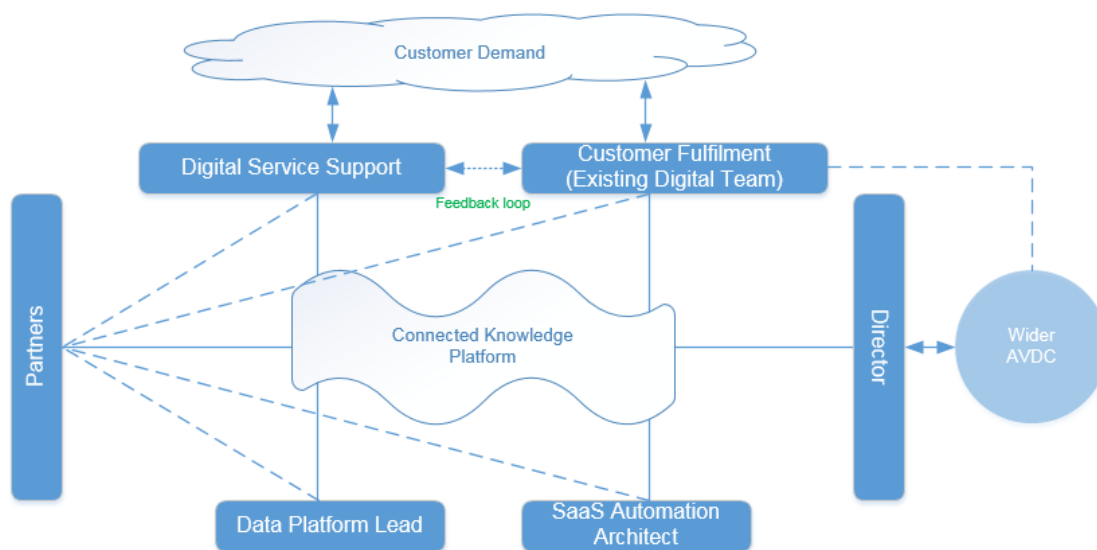 Customer Demand
Digital Service Support
Customer Fulfilment
(Existing Digital Team)
Feedback loop
Partners
Connected Knowledge
Platform
Director
Wider
AVDC
Data Platform Lead
SaaS Automation
Architect